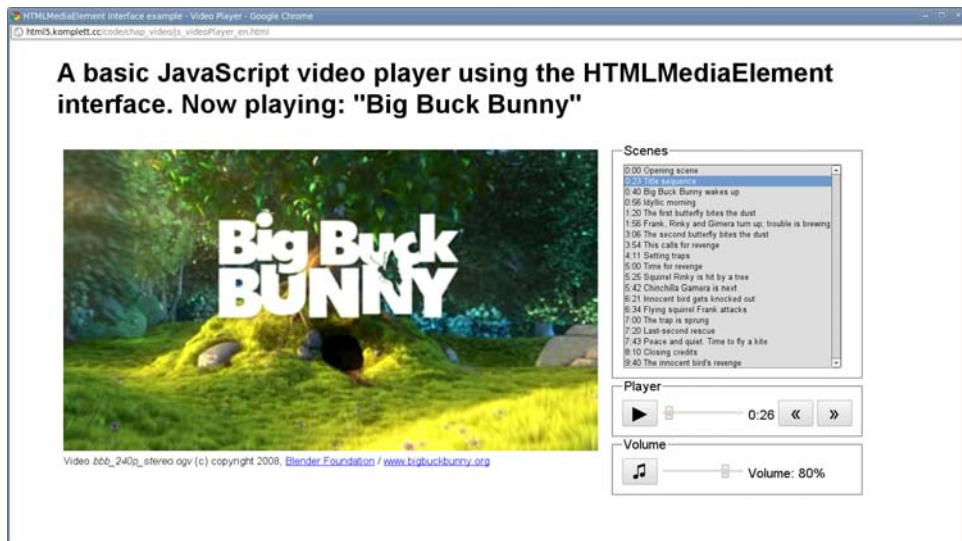 HTMLMediaElement Interface example - Video Player - Google Chrome
html5.komplett.cc/code/chap_video/js_videoPlayer_en.html
A basic JavaScript video player using the HTMLMediaElement
interface. Now playing: "Big Buck Bunny"
Big Buck
BUNNY
Video bbb_240p_stereo.ogv (c) copyright 2008, Blender Foundation / www.bigbuckbunny.org
Scenes
0:00 Opening scene
0:23 Title sequence
0:40 Big Buck Bunny wakes up
0:56 Idyllic morning
1:20 The first butterfly bites the dust
1:56 Frank, Rinky and Gimera turn up; trouble is brewing
3:06 The second butterfly bites the dust
3:54 This calls for revenge
4:11 Setting traps
5:00 Time for revenge
5:25 Squirrel Rinky is hit by a tree
5:42 Chinchilla Gamera is next
6:21 Innocent bird gets knocked out
6:34 Flying squirrel Frank attacks
7:00 The trap is sprung
7:20 Last-second rescue
7:43 Peace and quiet. Time to fly a kite
8:10 Closing credits
9:40 The innocent bird's revenge
Player
0:26 « »
Volume
Volume: 80%